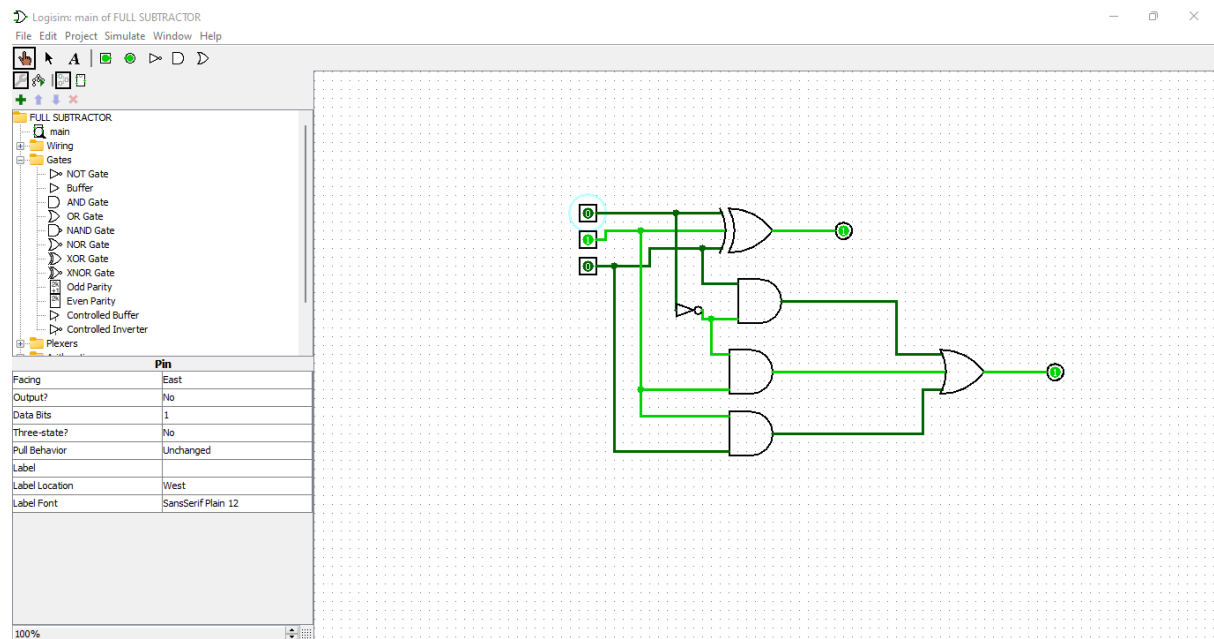 Logisim: main of FULL SUBTRACTOR
File Edit Project Simulate Window Help
A
FULL SUBTRACTOR
main
Wiring
Gates
NOT Gate
Buffer
AND Gate
OR Gate
NAND Gate
NOR Gate
XOR Gate
XNOR Gate
Odd Parity
Even Parity
Controlled Buffer
Controlled Inverter
Plexers
Pin
Facing East
Output? No
Data Bits 1
Three-state? No
Pull Behavior Unchanged
Label
Label Location West
Label Font SansSerif Plain 12
100%
0
1
0
1
1